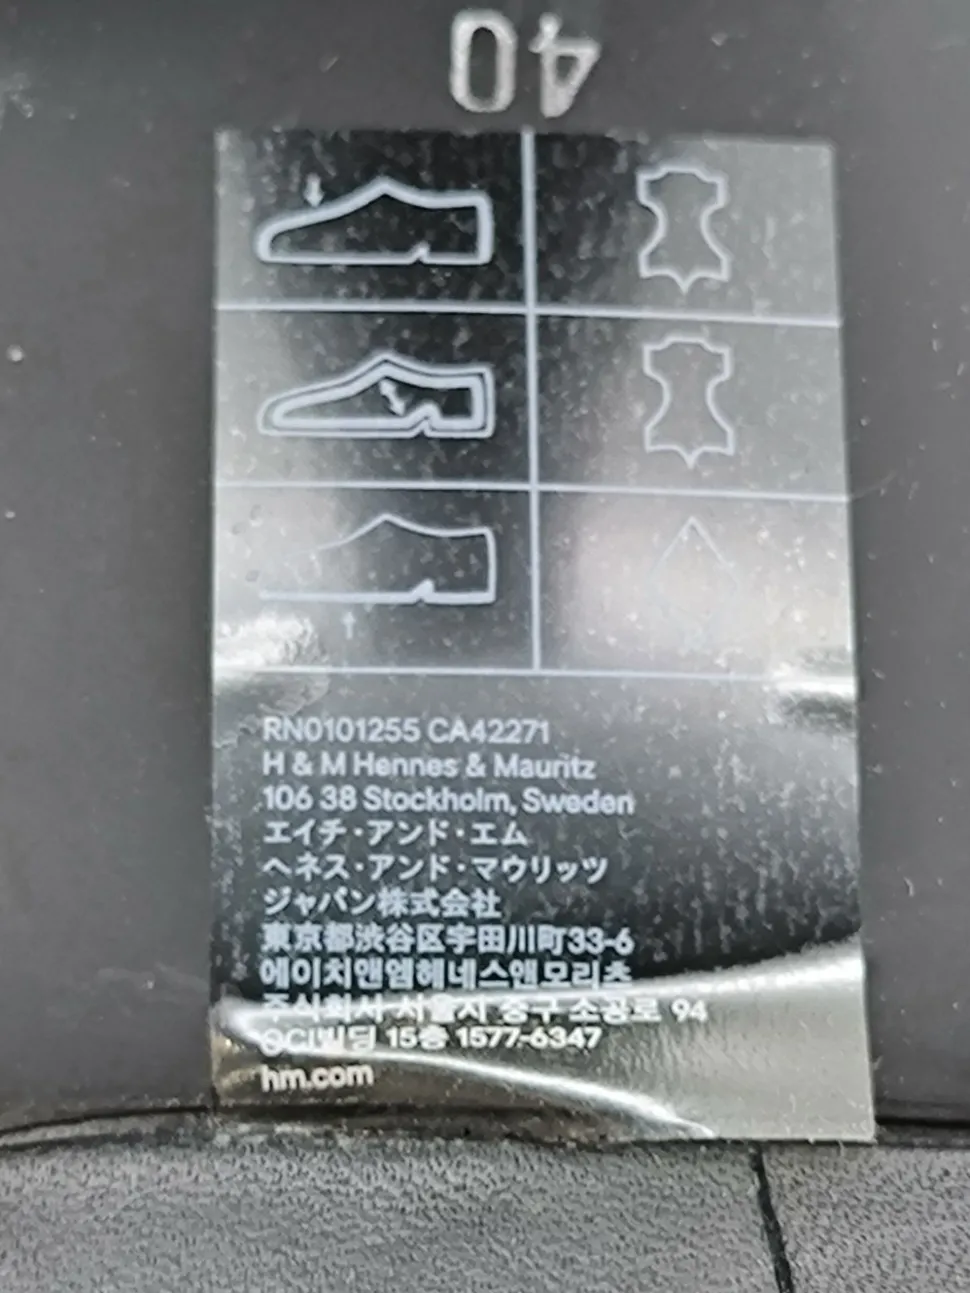 40
RN0101255 CA42271
H & M Hennes & Mauritz
106 38 Stockholm, Sweden
エイチ・アンド・エム
ヘネス・アンド・マウリッツ
ジャパン株式会社
東京都渋谷区宇田川町33-6
에이치앤엠헤네스앤모리츠
주식회사 서울시 중구 소공로 94
OCI빌딩 15층 1577-6347
hm.com